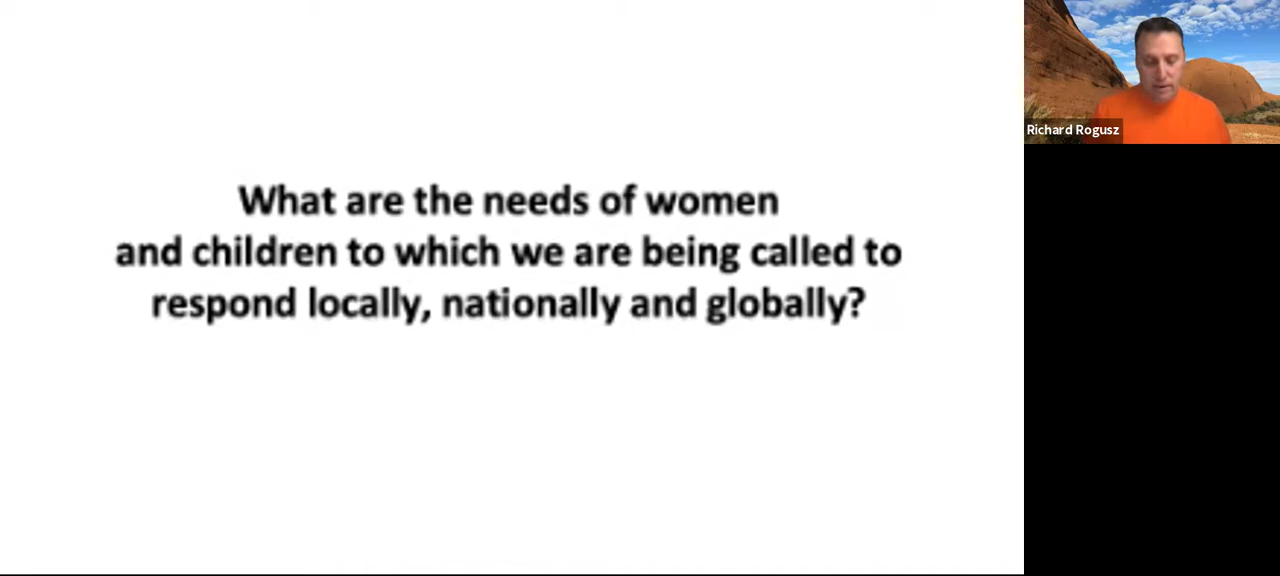 What are the needs of women
and children to which we are being called to
respond locally, nationally and globally?
Richard Rogusz